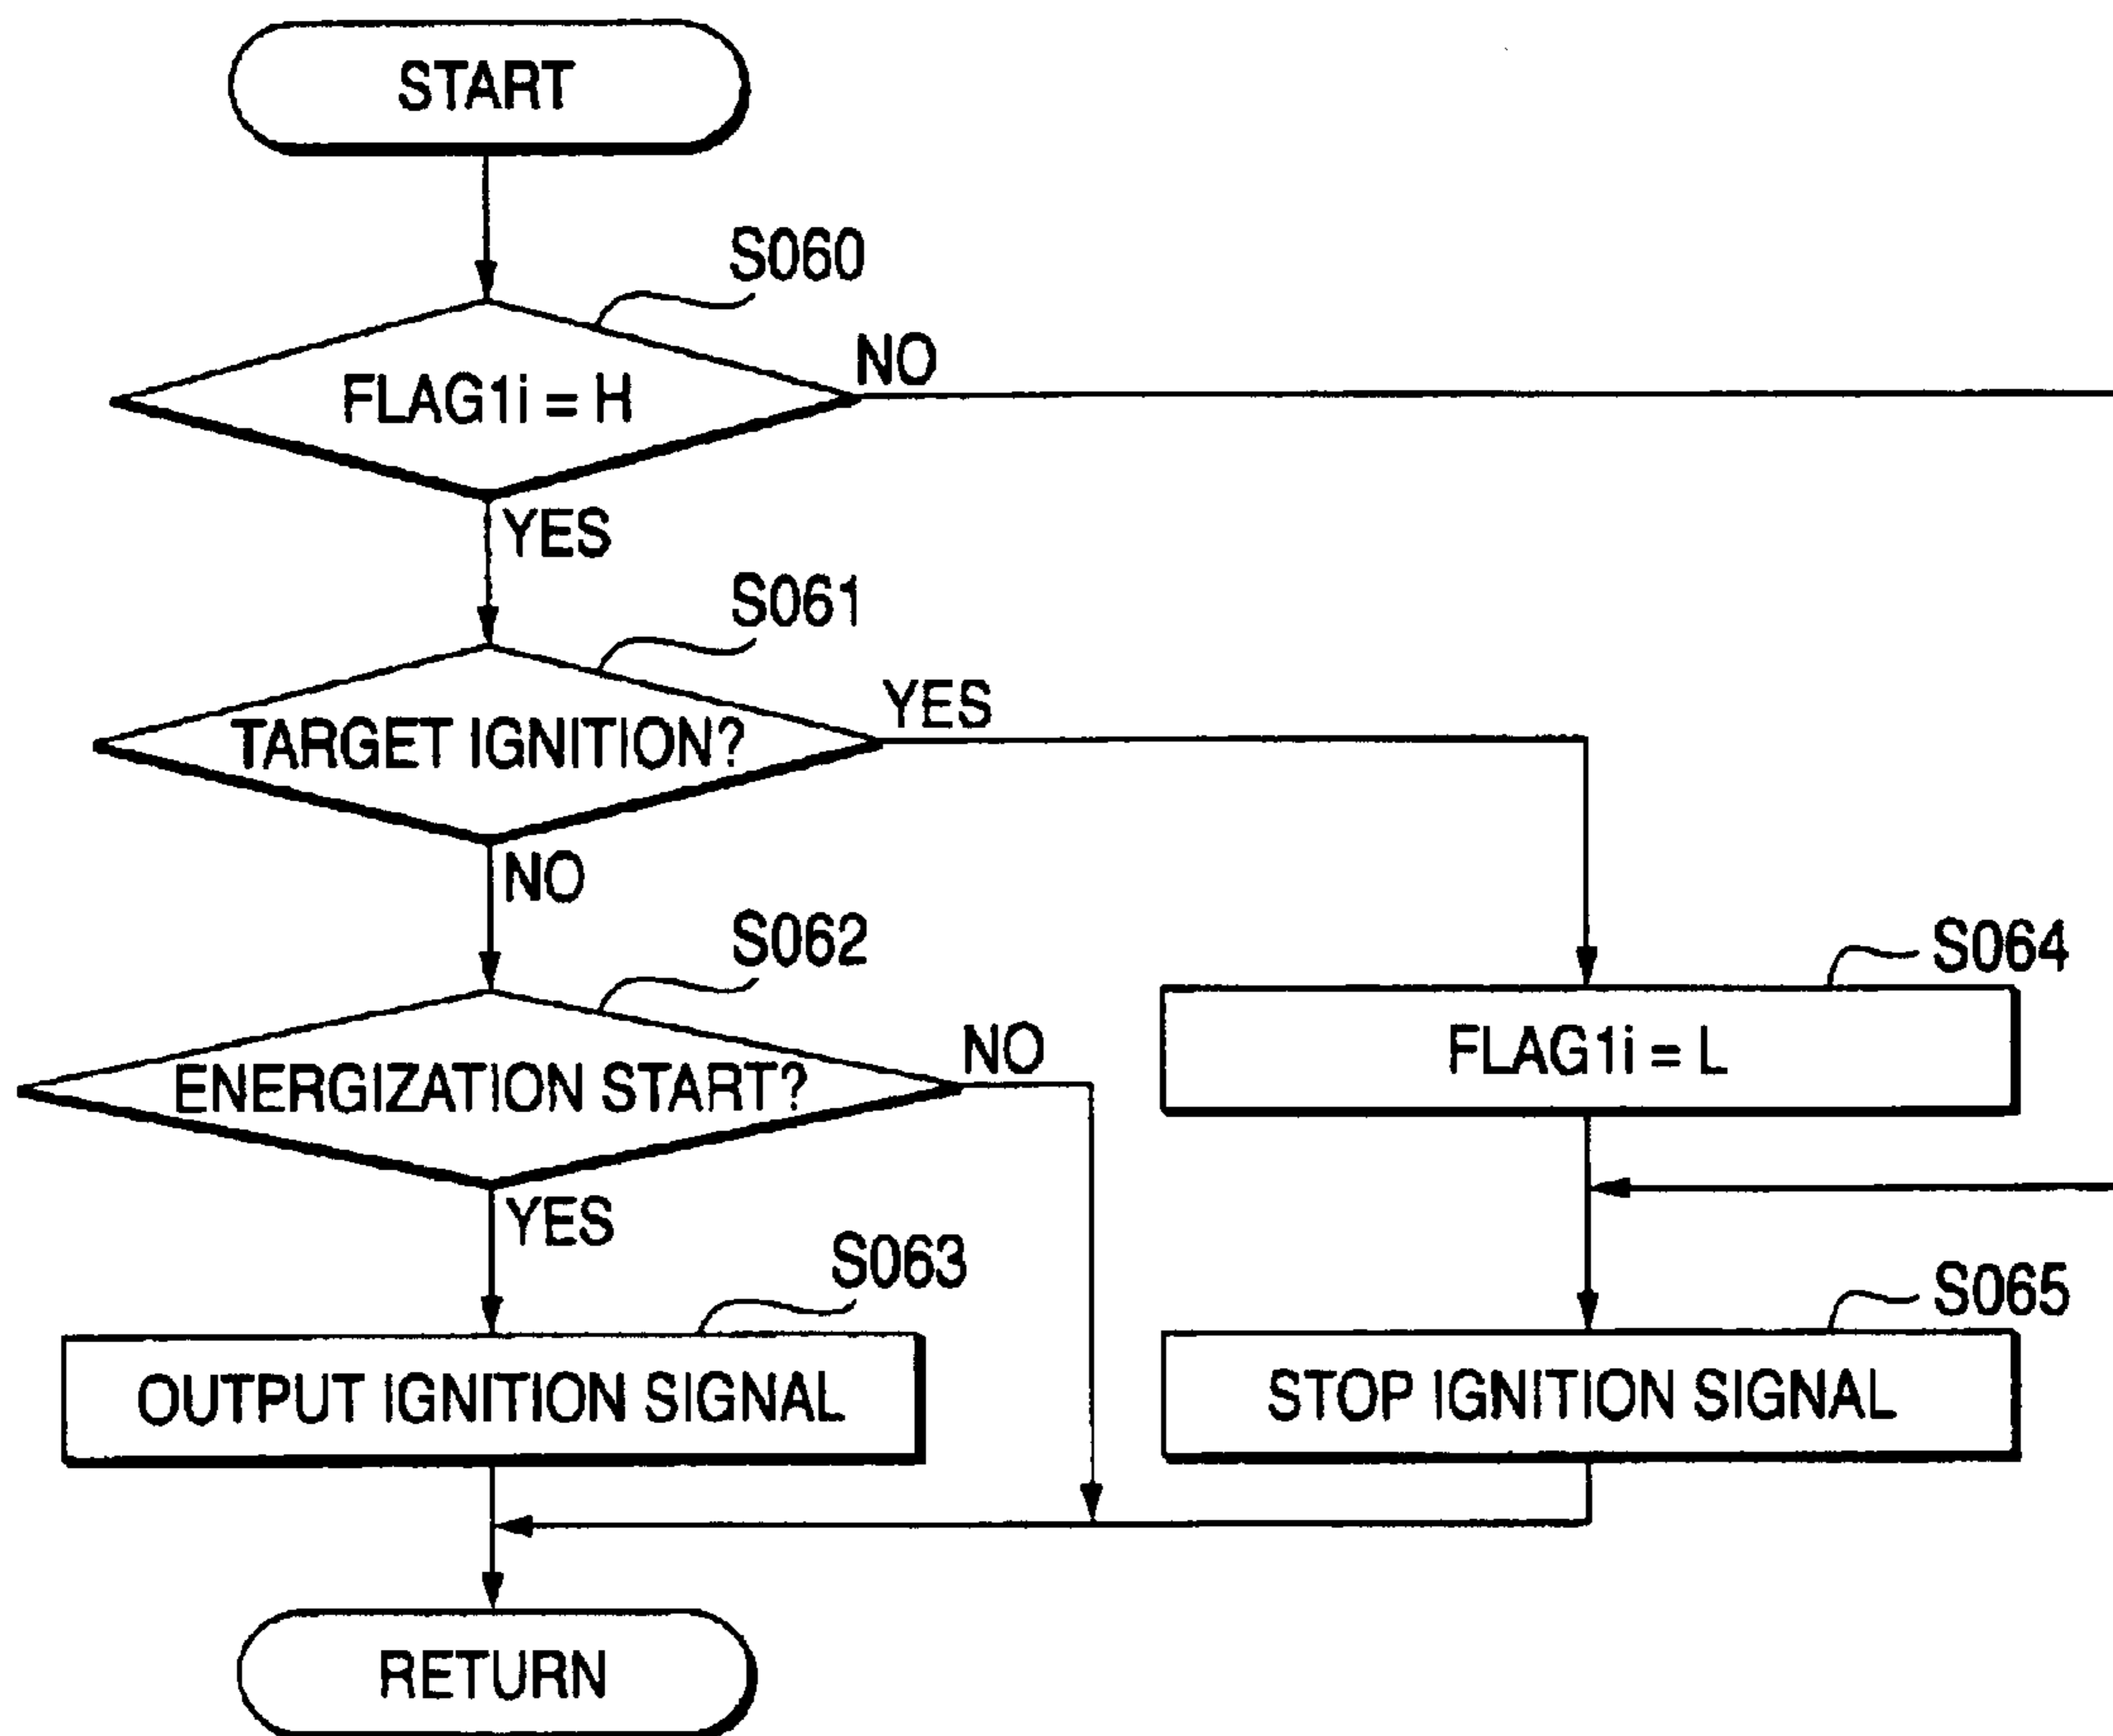 START
S060
FLAG1i = H
NO
YES
S061
TARGET IGNITION?
YES
NO
S062
ENERGIZATION START?
NO
YES
S063
OUTPUT IGNITION SIGNAL
S064
FLAG1i = L
S065
STOP IGNITION SIGNAL
RETURN